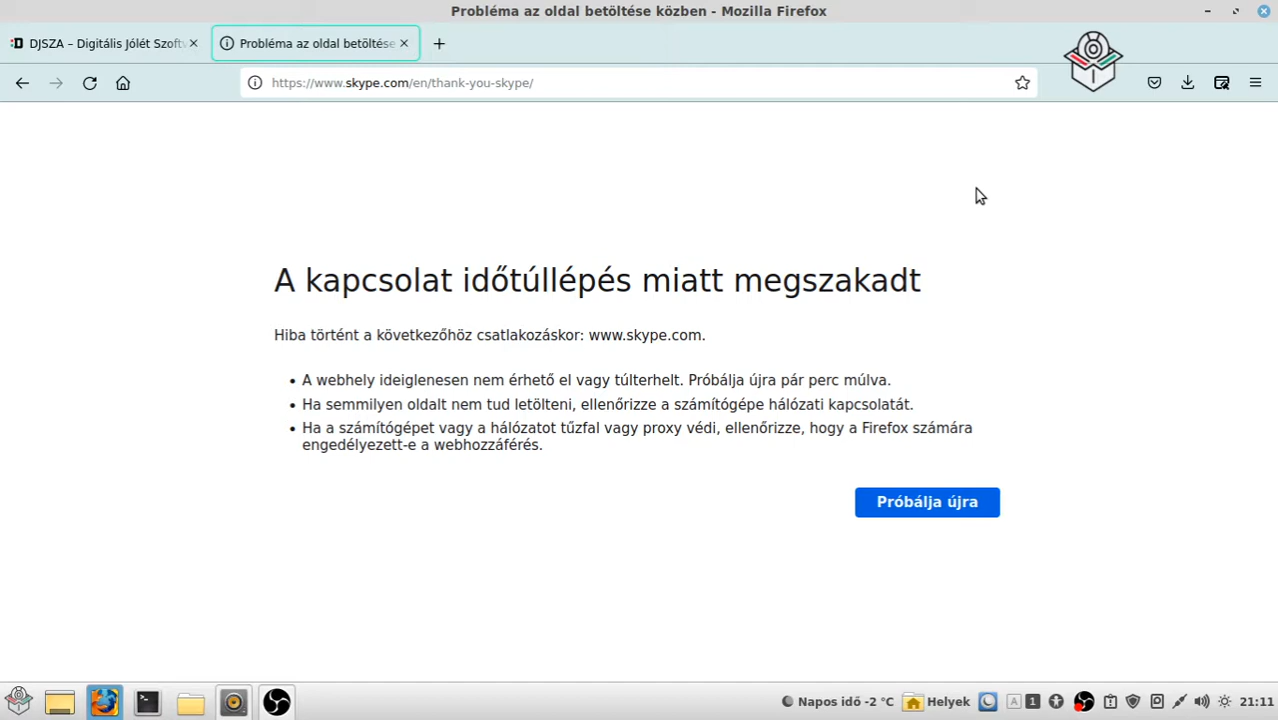 Probléma az oldal betöltése közben - Mozilla Firefox
DJSZA – Digitális Jólét Szoftv
Probléma az oldal betöltése
https://www.skype.com/en/thank-you-skype/
A kapcsolat időtúllépés miatt megszakadt
Hiba történt a következőhöz csatlakozáskor: www.skype.com.
• A webhely ideiglenesen nem érhető el vagy túlterhelt. Próbálja újra pár perc múlva.
• Ha semmilyen oldalt nem tud letölteni, ellenőrizze a számítógépe hálózati kapcsolatát.
• Ha a számítógépet vagy a hálózatot tűzfal vagy proxy védi, ellenőrizze, hogy a Firefox számára
engedélyezett-e a webhozzáférés.
Próbálja újra
Napos idő -2 °C
Helyek
A
1
21:11